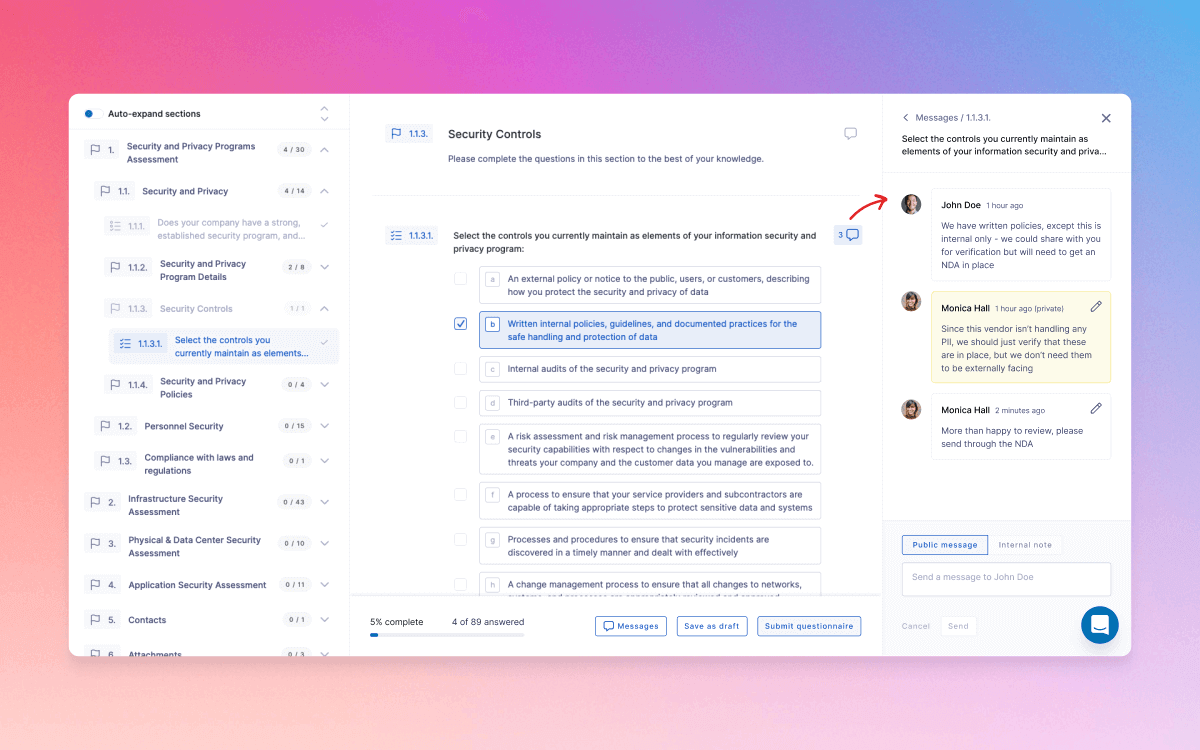 Auto-expand sections
1. Security and Privacy Programs
Assessment
4 / 30
1.1. Security and Privacy
4 / 14
1.1.1. Does your company have a strong,
established security program, and...
1.1.2. Security and Privacy
Program Details
2 / 8
1.1.3. Security Controls
1 / 1
1.1.3.1. Select the controls you
currently maintain as elements...
1.1.4. Security and Privacy
Policies
0 / 4
1.2. Personnel Security
0 / 15
1.3. Compliance with laws and
regulations
0 / 1
2. Infrastructure Security
Assessment
0 / 43
3. Physical & Data Center Security
Assessment
0 / 10
4. Application Security Assessment
0 / 11
5. Contacts
0 / 1
6. Attachments
0 / 3
1.1.3. Security Controls
Please complete the questions in this section to the best of your knowledge.
1.1.3.1. Select the controls you currently maintain as elements of your information security and
privacy program:
3
a An external policy or notice to the public, users, or customers, describing
how you protect the security and privacy of data
b Written internal policies, guidelines, and documented practices for the
safe handling and protection of data
c Internal audits of the security and privacy program
d Third-party audits of the security and privacy program
e A risk assessment and risk management process to regularly review your
security capabilities with respect to changes in the vulnerabilities and
threats your company and the customer data you manage are exposed to.
f A process to ensure that your service providers and subcontractors are
capable of taking appropriate steps to protect sensitive data and systems
g Processes and procedures to ensure that security incidents are
discovered in a timely manner and dealt with effectively
h A change management process to ensure that all changes to networks,
5% complete
4 of 89 answered
Messages
Save as draft
Submit questionnaire
Messages / 1.1.3.1.
Select the controls you currently maintain as
elements of your information security and priva...
John Doe 1 hour ago
We have written policies, except this is
internal only - we could share with you
for verification but will need to get an
NDA in place
Monica Hall 1 hour ago (private)
Since this vendor isn't handling any
PII, we should just verify that these
are in place, but we don't need them
to be externally facing
Monica Hall 2 minutes ago
More than happy to review, please
send through the NDA
Public message
Internal note
Send a message to John Doe
Cancel
Send